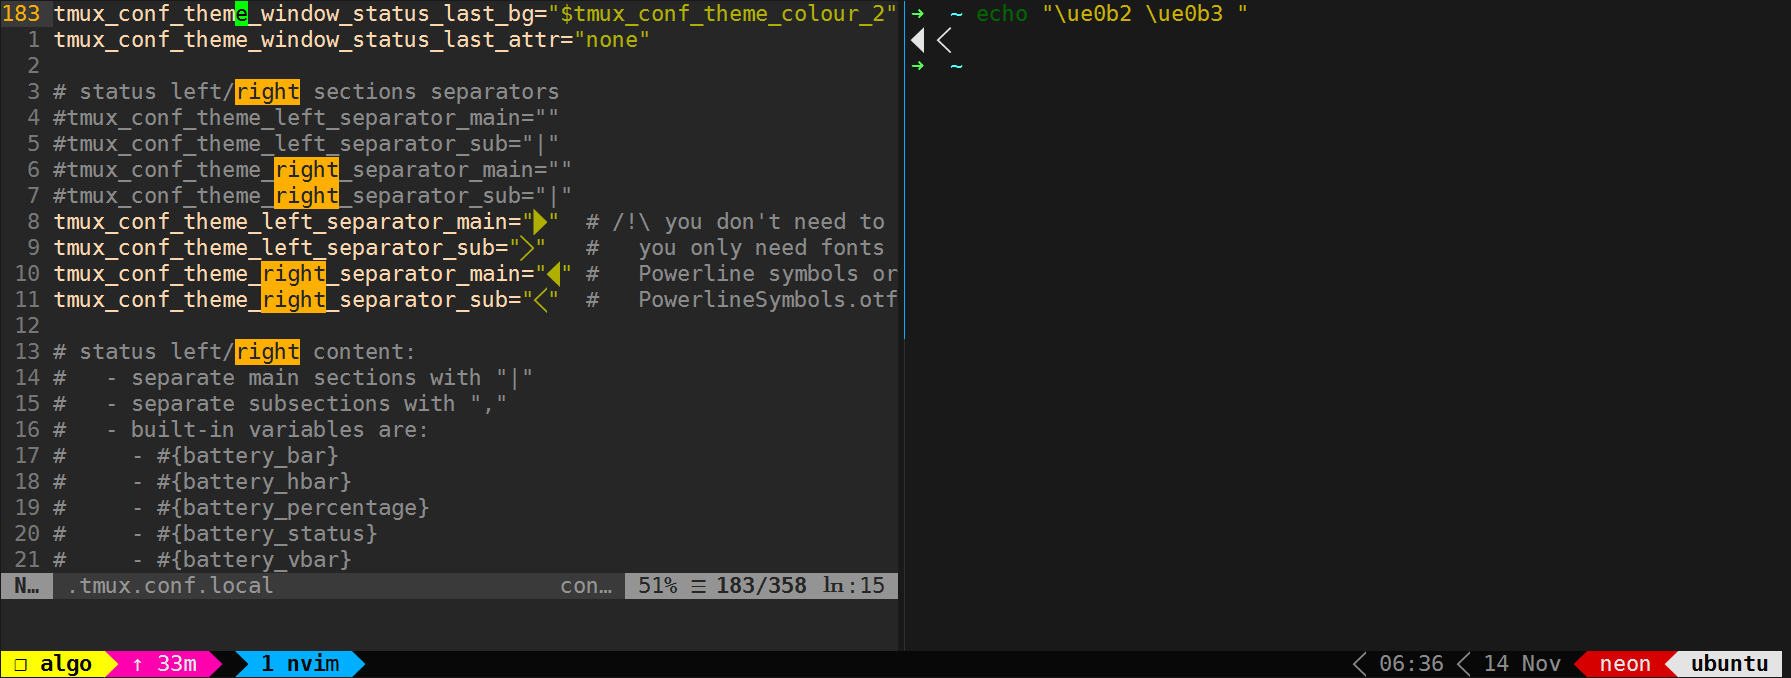 183 tmux_conf_theme_window_status_last_bg="$tmux_conf_theme_colour_2"
1 tmux_conf_theme_window_status_last_attr="none"
2
3 # status left/right sections separators
4 #tmux_conf_theme_left_separator_main=""
5 #tmux_conf_theme_left_separator_sub="|"
6 #tmux_conf_theme_right_separator_main=""
7 #tmux_conf_theme_right_separator_sub="|"
8 tmux_conf_theme_left_separator_main=""  # /!\ you don't need to
9 tmux_conf_theme_left_separator_sub=""   #   you only need fonts
10 tmux_conf_theme_right_separator_main="" #   Powerline symbols or
11 tmux_conf_theme_right_separator_sub=""  #   PowerlineSymbols.otf
12
13 # status left/right content:
14 #   - separate main sections with "|"
15 #   - separate subsections with ","
16 #   - built-in variables are:
17 #     - #{battery_bar}
18 #     - #{battery_hbar}
19 #     - #{battery_percentage}
20 #     - #{battery_status}
21 #     - #{battery_vbar}
N… .tmux.conf.local con… 51% ☰ 183/358 ㏑:15
➜  ~ echo "\ue0b2 \ue0b3 "
 
➜  ~
❐ algo  ↑ 33m  1 nvim   06:36  14 Nov  neon  ubuntu